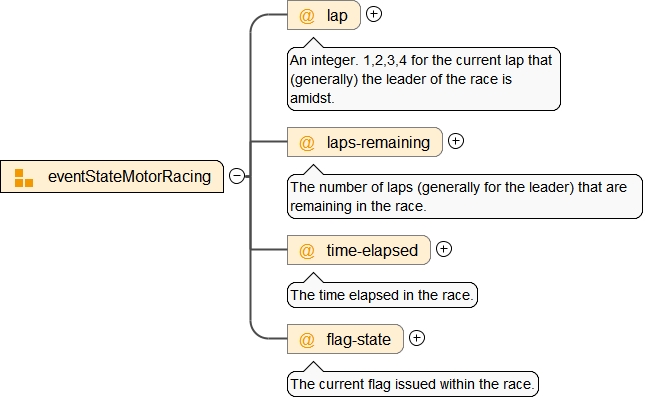 @ lap
An integer. 1,2,3,4 for the current lap that
(generally) the leader of the race is
amidst.
@ laps-remaining
eventStateMotorRacing
The number of laps (generally for the leader) that are
remaining in the race.
@ time-elapsed
The time elapsed in the race.
@ flag-state
The current flag issued within the race.